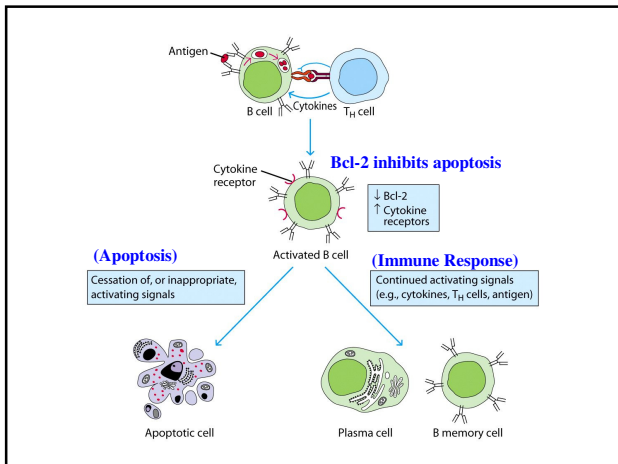 Antigen
Cytokines
B cell
TH cell
Bcl-2 inhibits apoptosis
Cytokine
receptor
↓ Bcl-2
↑ Cytokine
receptors
Activated B cell
(Apoptosis)
Cessation of, or inappropriate,
activating signals
(Immune Response)
Continued activating signals
(e.g., cytokines, TH cells, antigen)
Apoptotic cell
Plasma cell
B memory cell